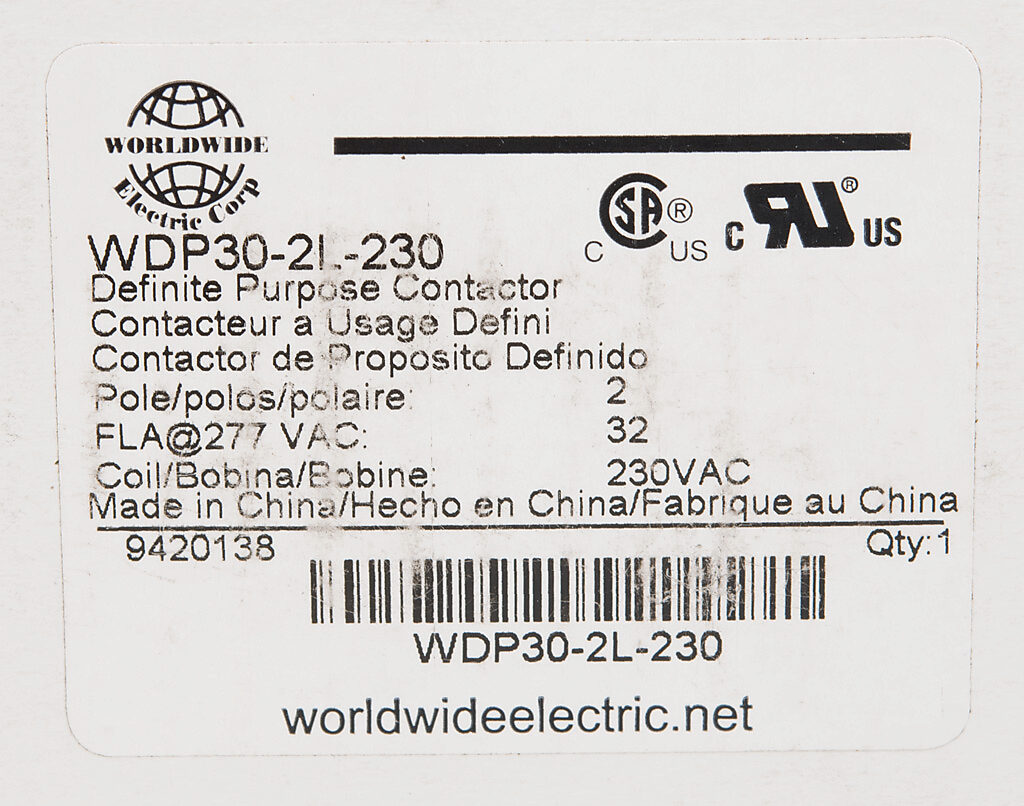 WORLDWIDE
Electric Corp
C SA ® C US
C RU ® US
WDP30-2L-230
Definite Purpose Contactor
Contacteur a Usage Defini
Contactor de Proposito Definido
Pole/polos/polaire: 2
FLA@277 VAC: 32
Coil/Bobina/Bobine: 230VAC
Made in China/Hecho en China/Fabrique au China
9420138 Qty:1
WDP30-2L-230
worldwideelectric.net